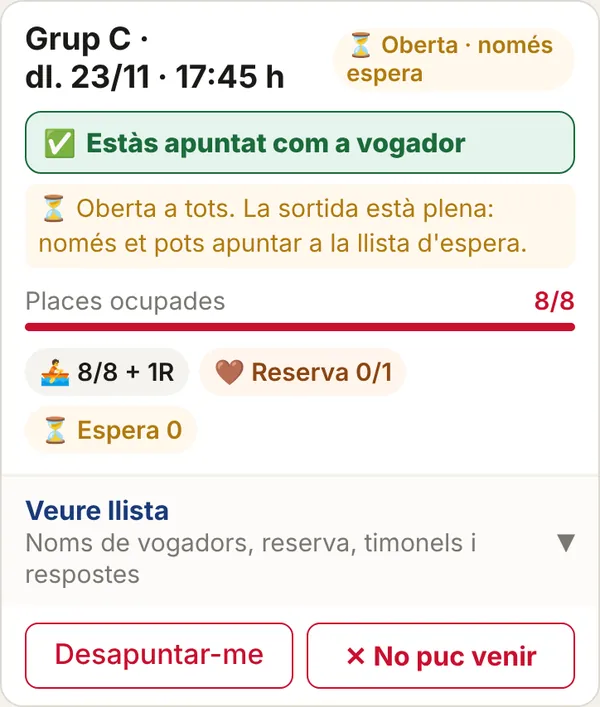 Grup C ·
dl. 23/11 · 17:45 h
⏳ Oberta · només
espera
✅ Estàs apuntat com a vogador
⏳ Oberta a tots. La sortida està plena:
només et pots apuntar a la llista d'espera.
Places ocupades 8/8
🚣 8/8 + 1R 🤎 Reserva 0/1
⏳ Espera 0
Veure llista
Noms de vogadors, reserva, timonels i
respostes ▼
Desapuntar-me ✕ No puc venir